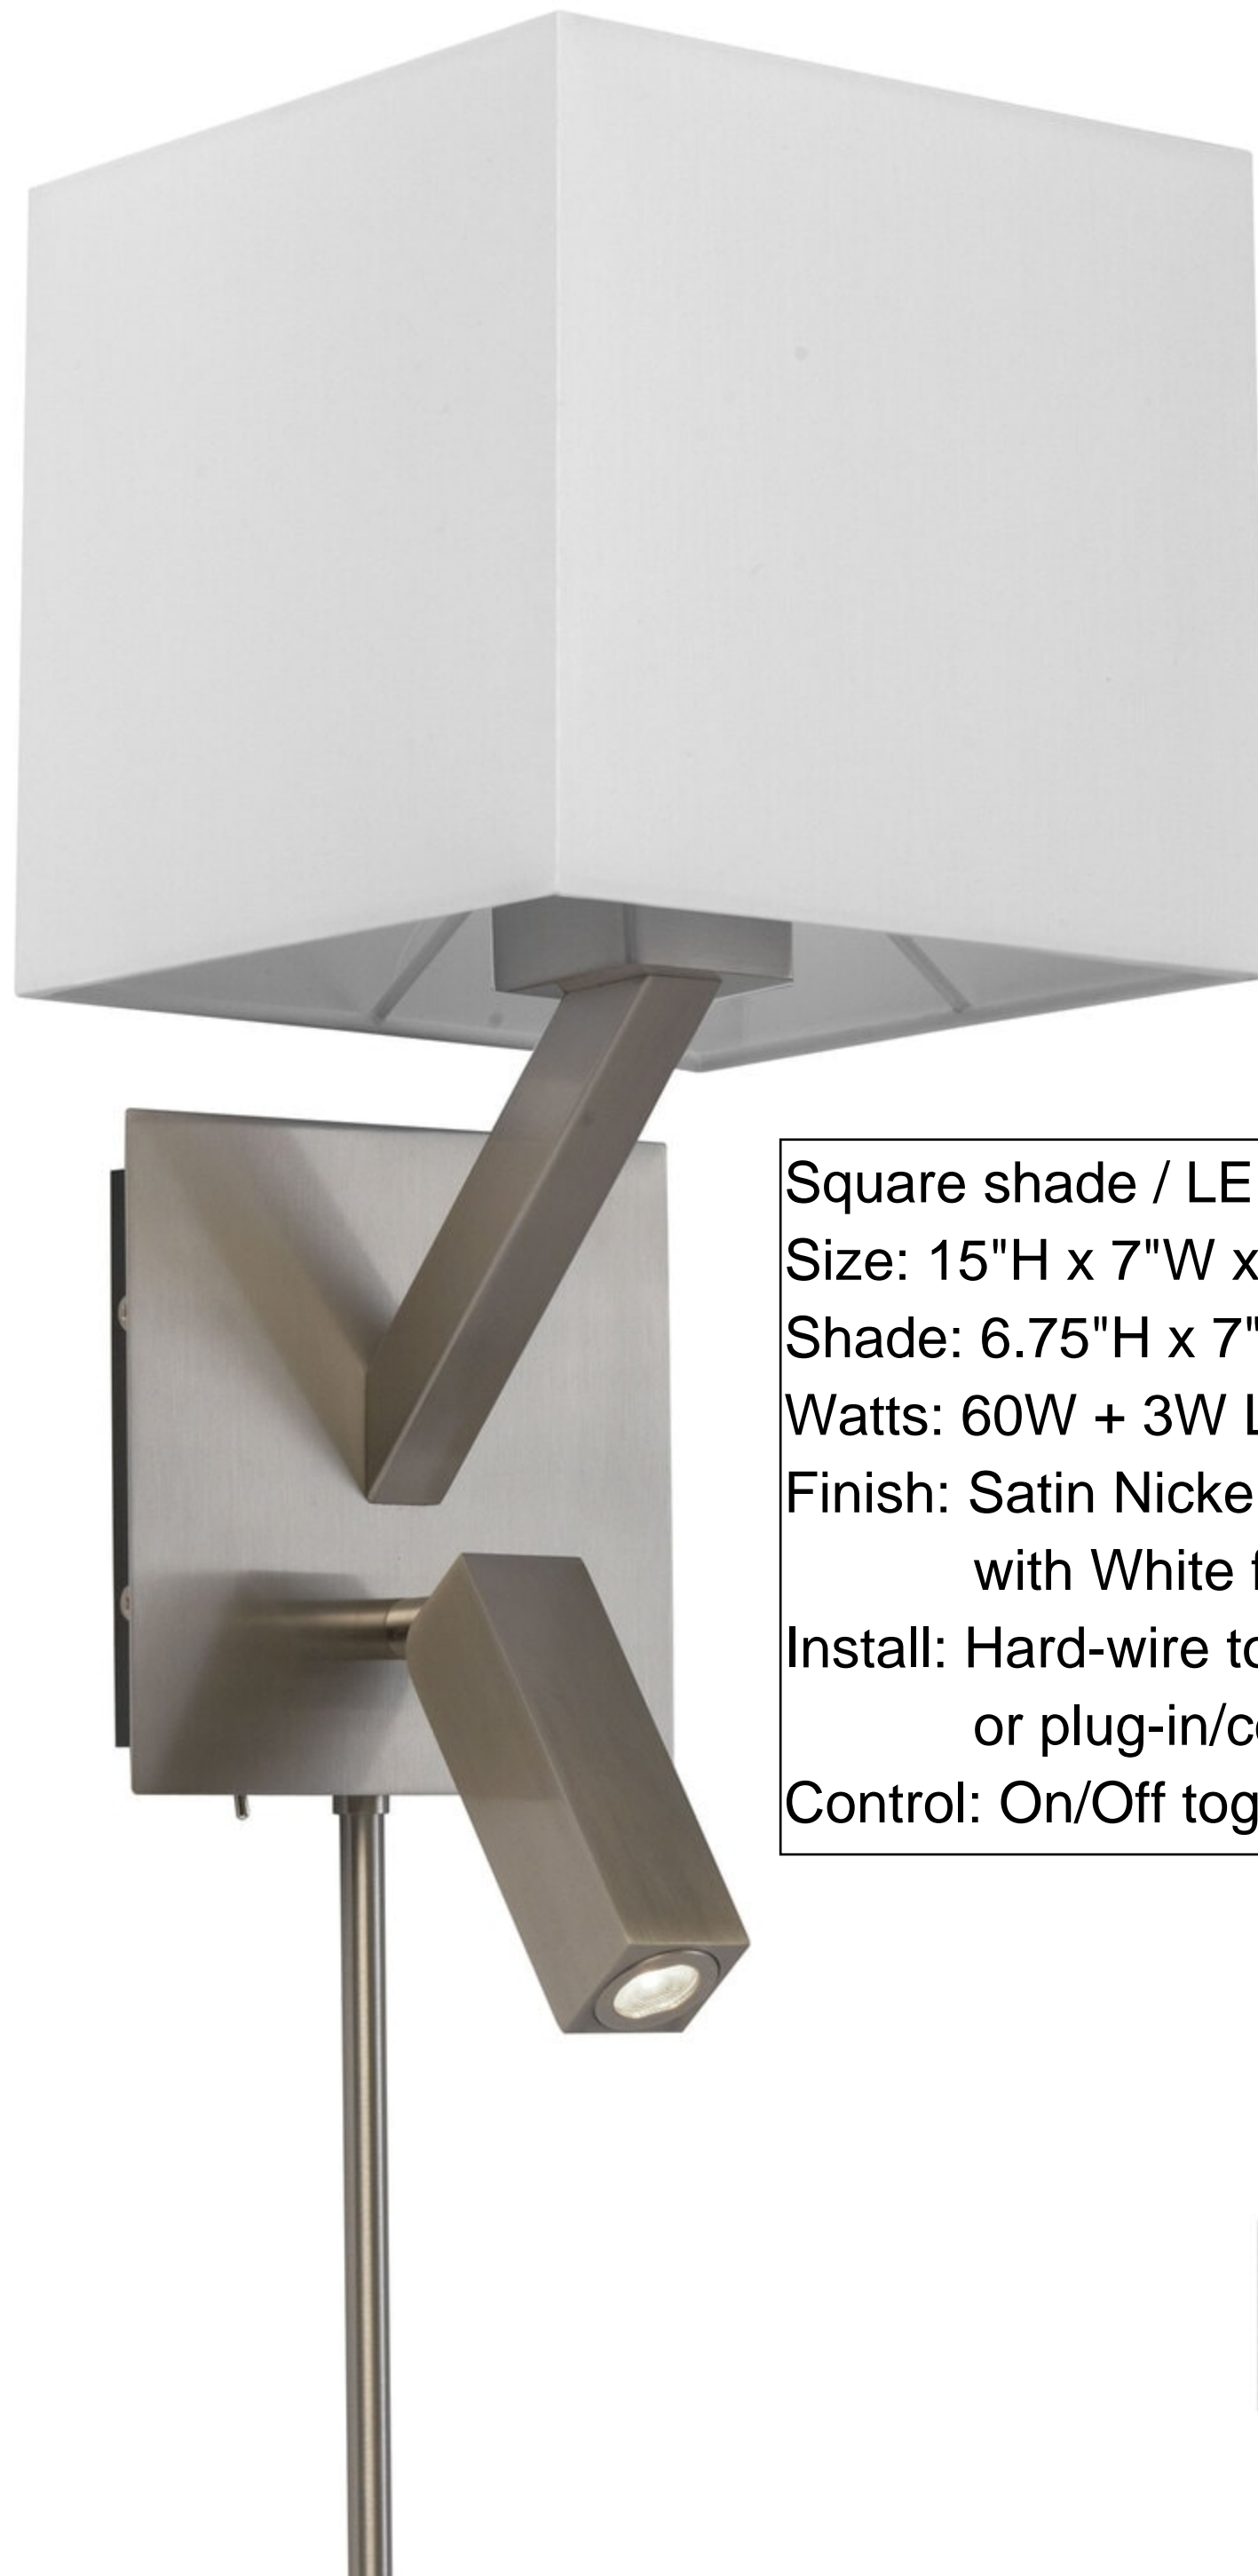 Square shade / LE
Size: 15"H x 7"W x
Shade: 6.75"H x 7"
Watts: 60W + 3W L
Finish: Satin Nicke
with White f
Install: Hard-wire to
or plug-in/c
Control: On/Off tog